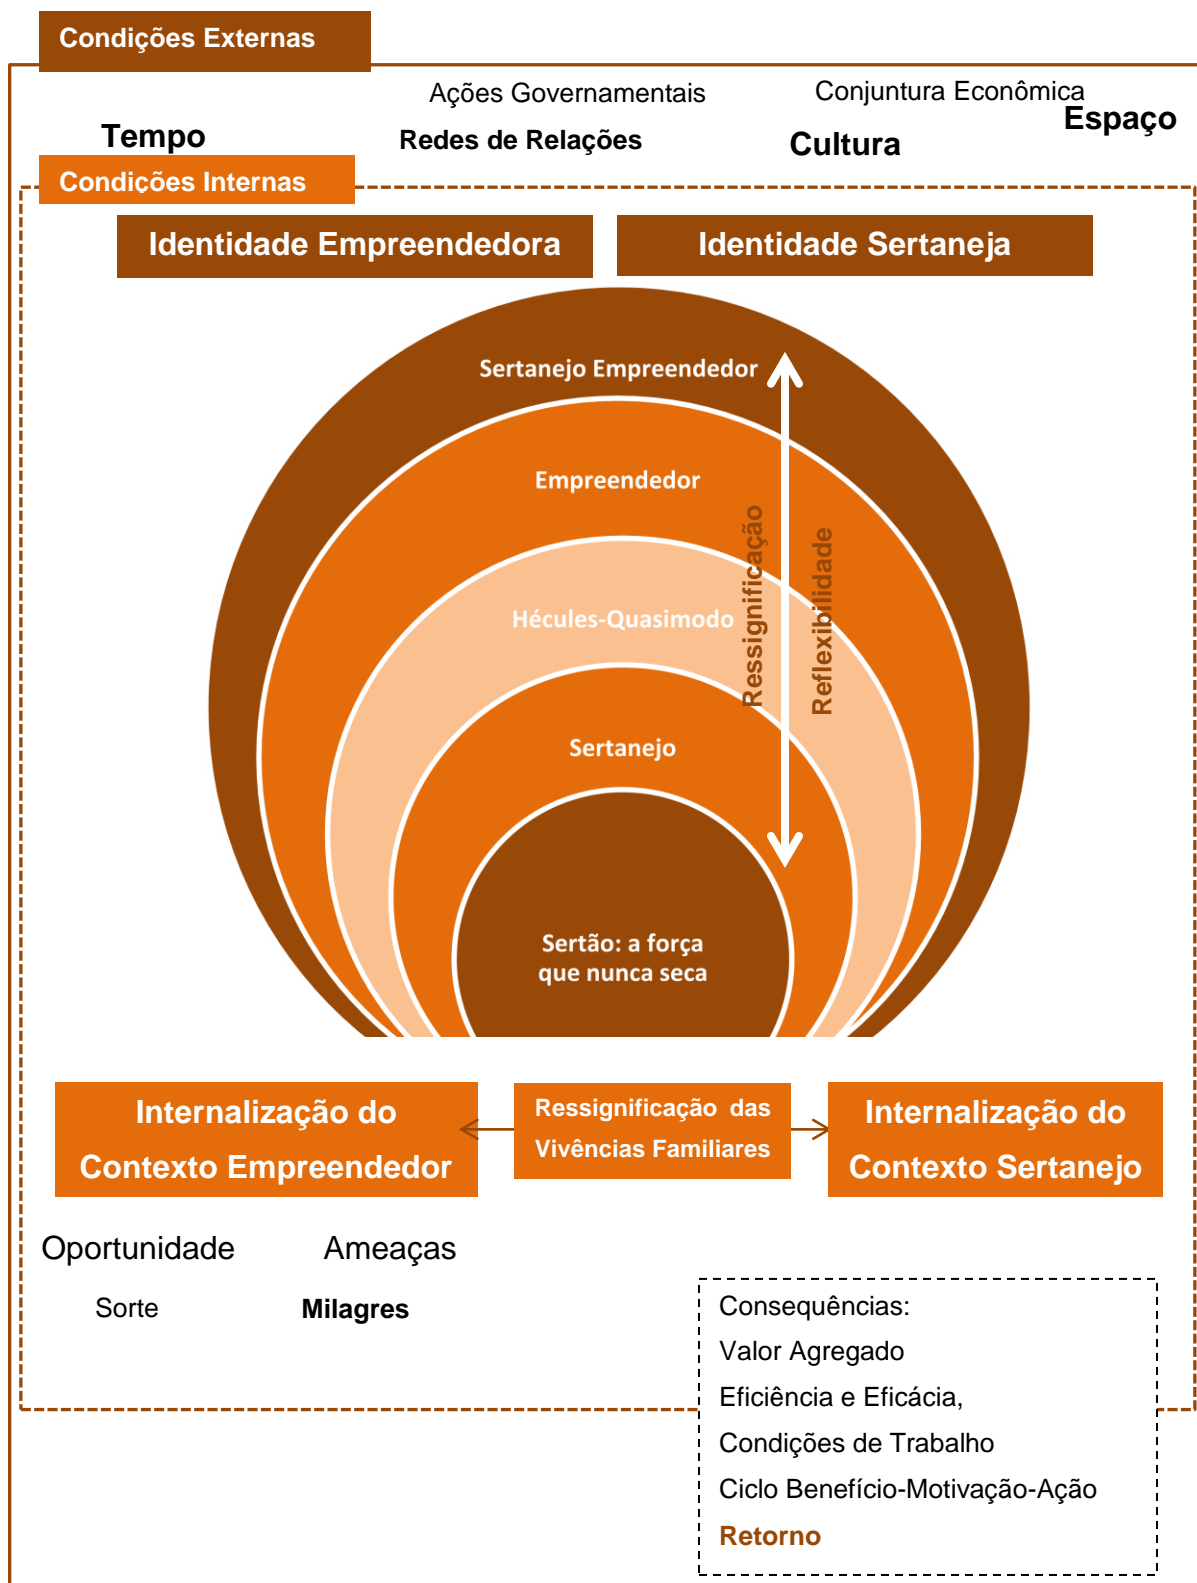 Condições Externas
Ações Governamentais
Conjuntura Econômica
Espaço
Tempo
Redes de Relações
Cultura
Condições Internas
Identidade Empreendedora
Identidade Sertaneja
Sertanejo Empreendedor
Empreendedor
Ressignificação
Reflexibilidade
Hécules-Quasimodo
Sertanejo
Sertão: a força
que nunca seca
Internalização do
Contexto Empreendedor
Ressignificação das
Vivências Familiares
Internalização do
Contexto Sertanejo
Oportunidade
Ameaças
Sorte
Milagres
Consequências:
Valor Agregado
Eficiência e Eficácia,
Condições de Trabalho
Ciclo Benefício-Motivação-Ação
Retorno